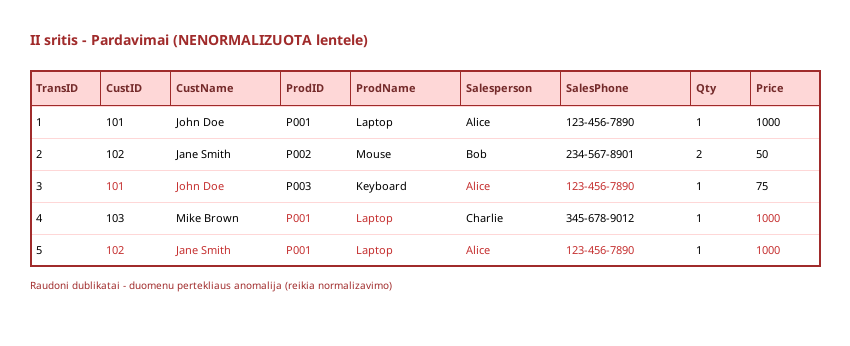 II sritis - Pardavimai (NENORMALIZUOTA lentele)
TransID CustID CustName ProdID ProdName Salesperson SalesPhone Qty Price
1 101 John Doe P001 Laptop Alice 123-456-7890 1 1000
2 102 Jane Smith P002 Mouse Bob 234-567-8901 2 50
3 101 John Doe P003 Keyboard Alice 123-456-7890 1 75
4 103 Mike Brown P001 Laptop Charlie 345-678-9012 1 1000
5 102 Jane Smith P001 Laptop Alice 123-456-7890 1 1000
Raudoni dublikatai - duomenu pertekliaus anomalija (reikia normalizavimo)